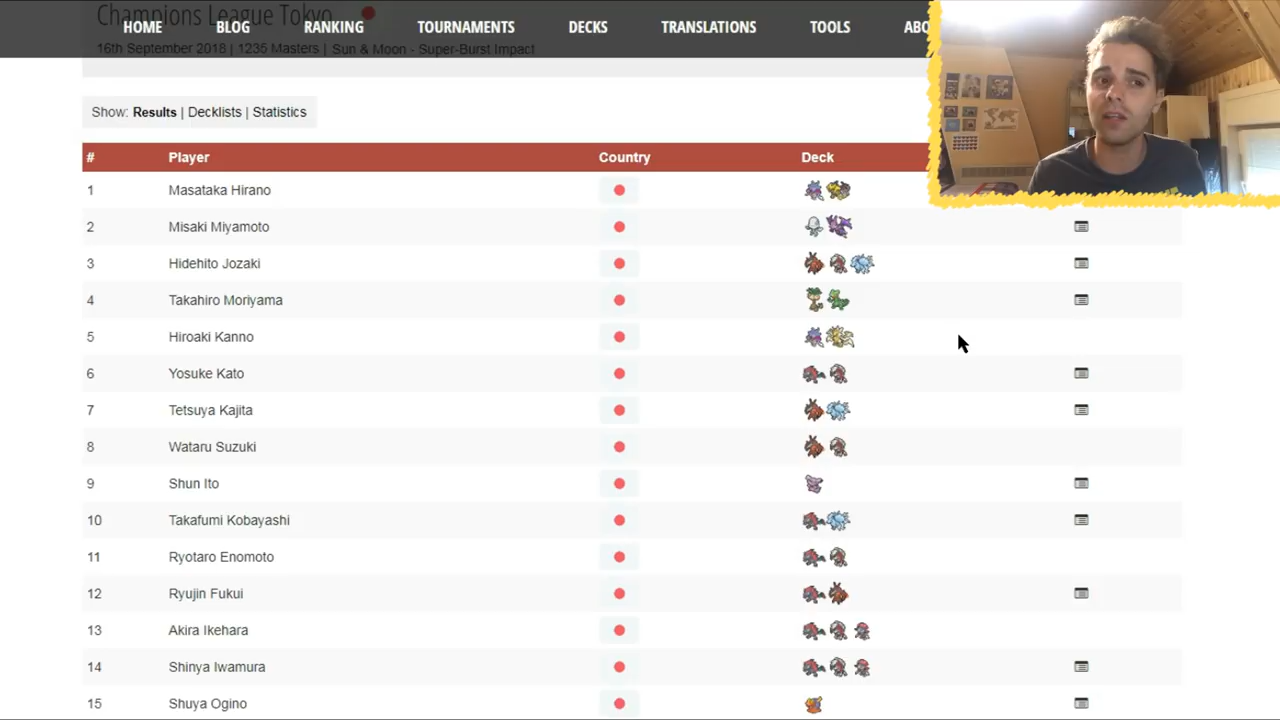 Champions League Tokyo
HOME BLOG RANKING TOURNAMENTS DECKS TRANSLATIONS TOOLS ABO
16th September 2018 | 1235 Masters | Sun & Moon - Super-Burst Impact
Show: Results | Decklists | Statistics
# Player Country Deck
1 Masataka Hirano
2 Misaki Miyamoto
3 Hidehito Jozaki
4 Takahiro Moriyama
5 Hiroaki Kanno
6 Yosuke Kato
7 Tetsuya Kajita
8 Wataru Suzuki
9 Shun Ito
10 Takafumi Kobayashi
11 Ryotaro Enomoto
12 Ryujin Fukui
13 Akira Ikehara
14 Shinya Iwamura
15 Shuya Ogino